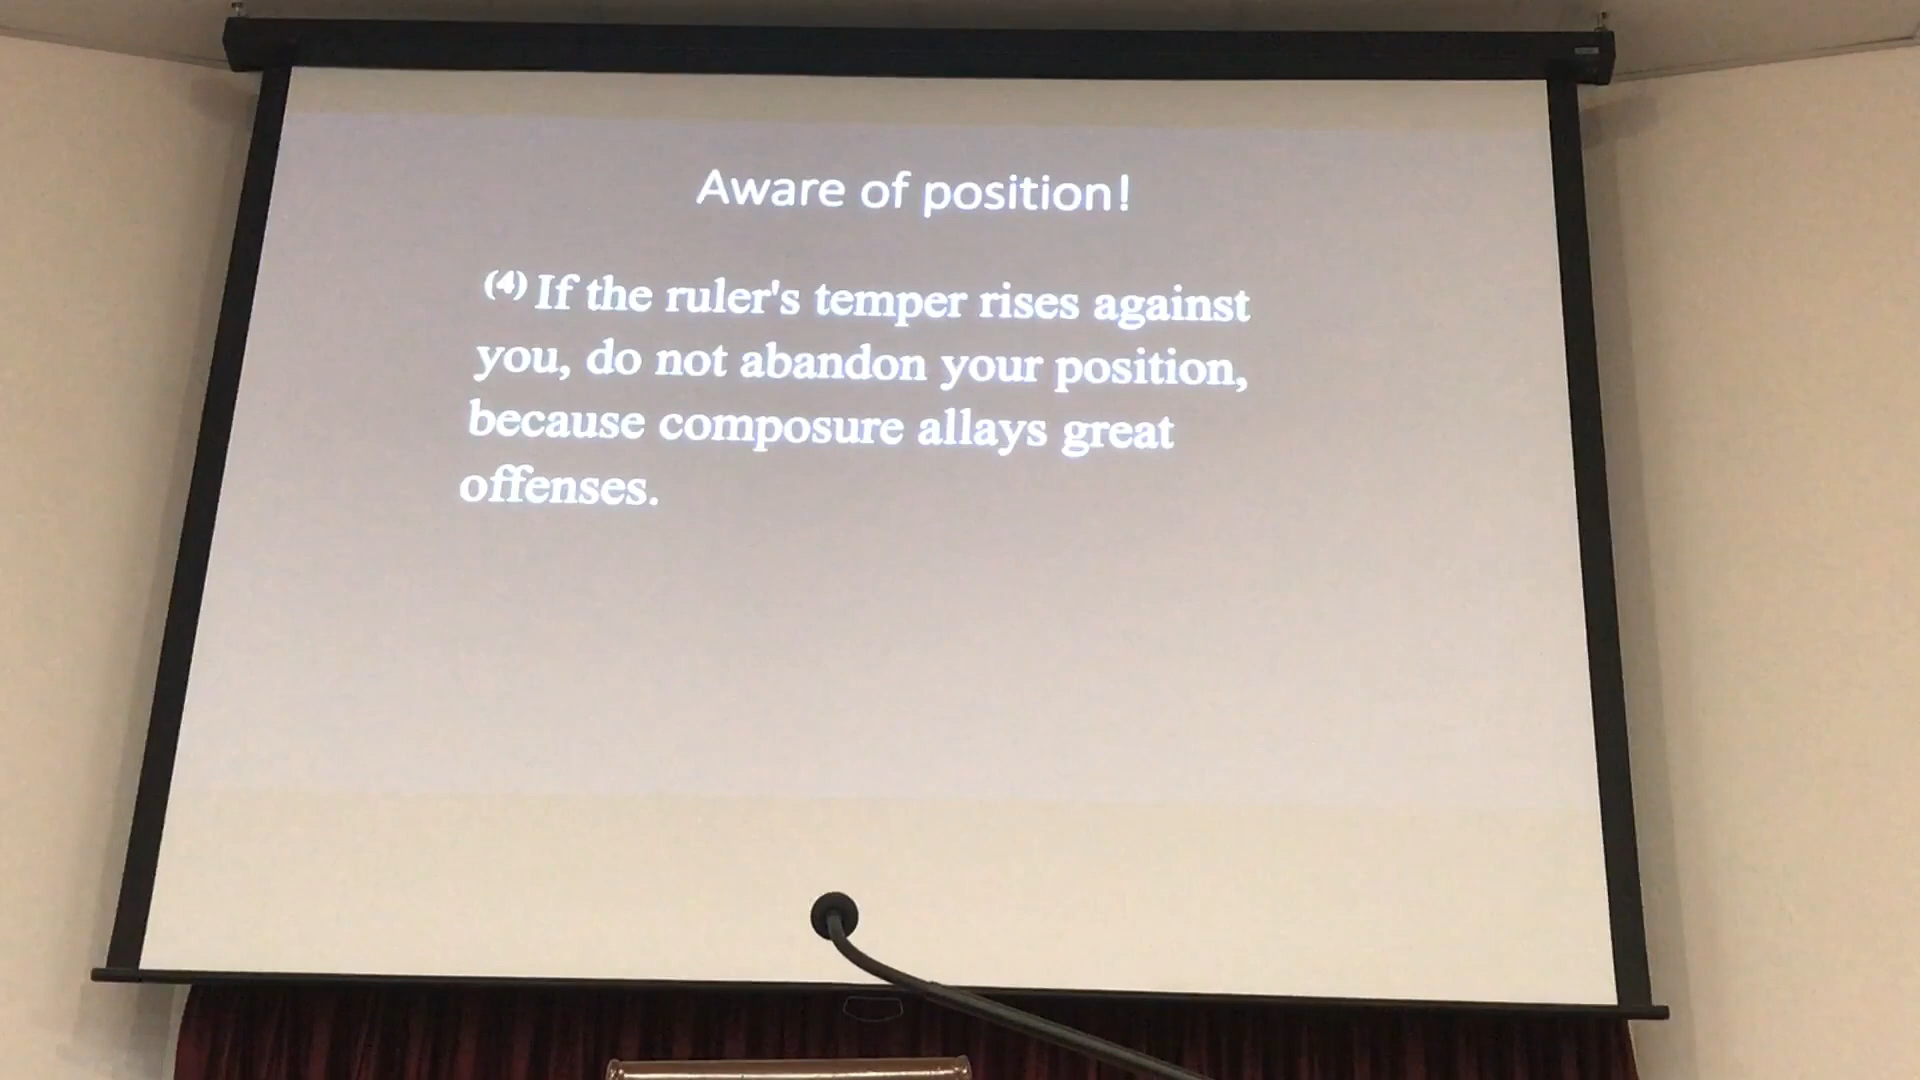 Aware of position!
(4) If the ruler's temper rises against
you, do not abandon your position,
because composure allays great
offenses.